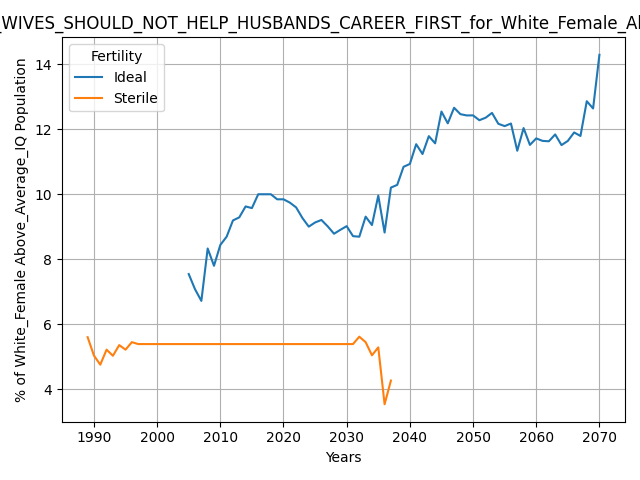 _WIVES_SHOULD_NOT_HELP_HUSBANDS_CAREER_FIRST_for_White_Female_A
Fertility
Ideal
Sterile
% of White_Female Above_Average_IQ Population
14
12
10
8
6
4
1990 2000 2010 2020 2030 2040 2050 2060 2070
Years